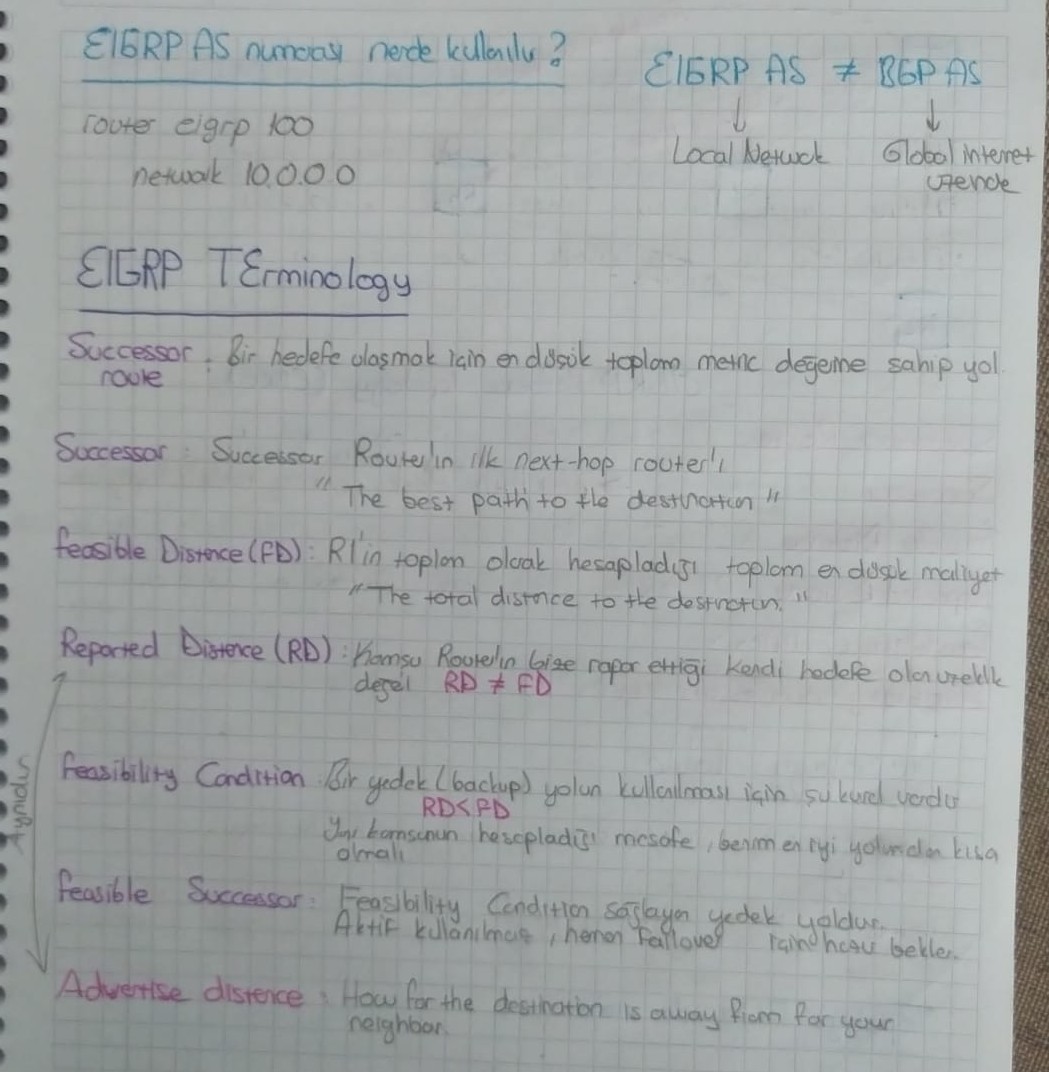 EIGRP AS numarası nerde kullanılır?
EIGRP AS ≠ BGP AS
router eigrp 100
network 10.0.0.0
↓ ↓
Local Network Global internet
üzerinde
EIGRP TErminology
Successor : Bir hedefe ulaşmak için en düşük toplam metric değerine sahip yol
route
Successor : Successor Route'in ilk next-hop router'ı
"The best path to the destination"
Feasible Distence (FD) : R1'in toplam olarak hesapladığı toplam en düşük maliyet
"The total distance to the destination."
Reported Distence (RD) : Komşu Router'ın bize rapor ettiği kendi hedefe olan uzaklık
değeri RD ≠ FD
Feasibility Condition Bir yedek (backup) yolun kullanılması için şu kural vardır
RD<FD
Yani komşunun hesapladığı mesafe, benim en iyi yolundan kısa
olmalı
Feasible Successor : Feasibility Condition sağlayan yedek yoldur.
Aktif kullanılmaz, hemen failover için hazır bekler.
Advertise distence : How far the destination is away from for your
neighbor.